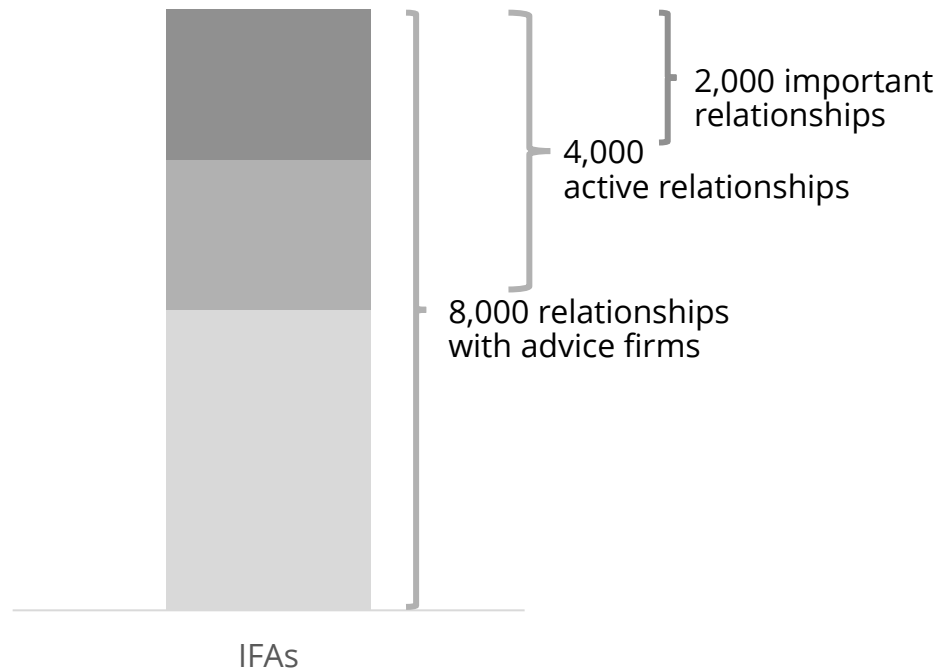 2,000 important
relationships
4,000
active relationships
8,000 relationships
with advice firms
IFAs